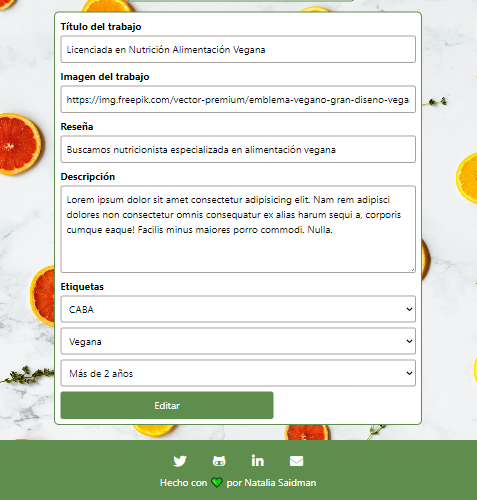 Título del trabajo
Licenciada en Nutrición Alimentación Vegana
Imagen del trabajo
https://img.freepik.com/vector-premium/emblema-vegano-gran-diseno-vega
Reseña
Buscamos nutricionista especializada en alimentación vegana
Descripción
Lorem ipsum dolor sit amet consectetur adipisicing elit. Nam rem adipisci
dolores non consectetur omnis consequatur ex alias harum sequi a, corporis
cumque eaque! Facilis minus maiores porro commodi. Nulla.
Etiquetas
CABA
Vegana
Más de 2 años
Editar
Hecho con 💚 por Natalia Saidman